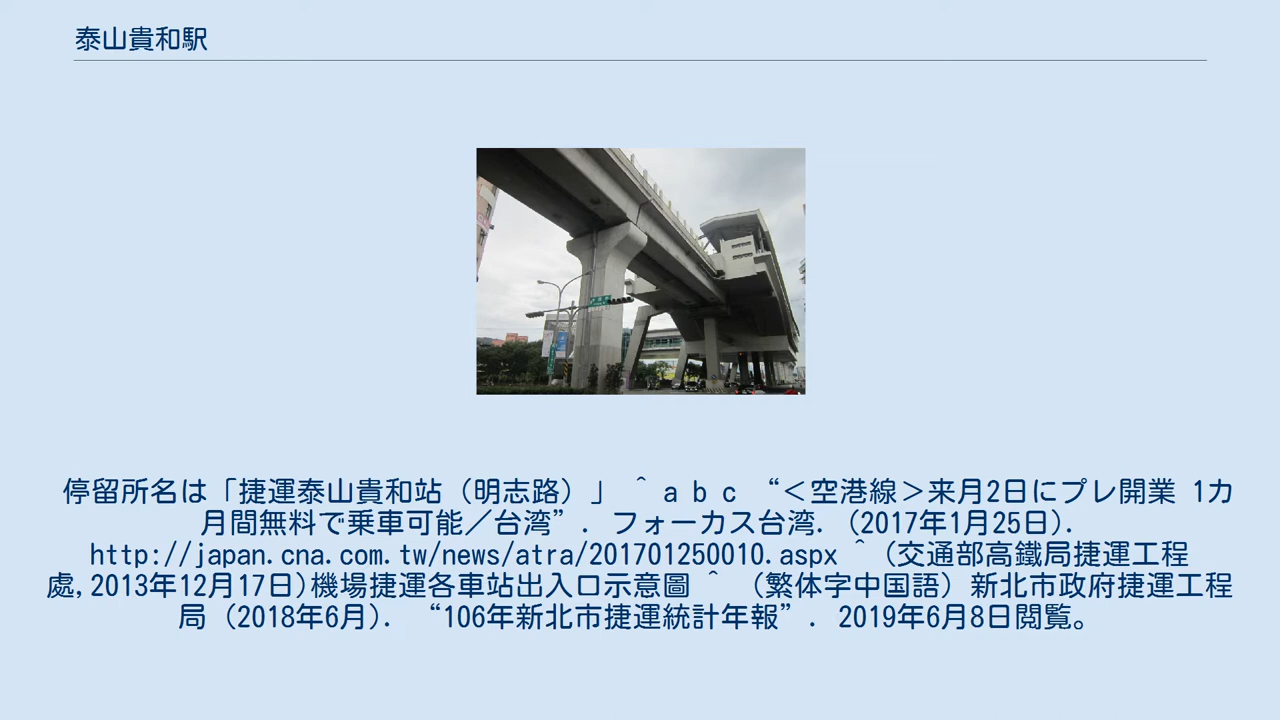 泰山貴和駅
停留所名は「捷運泰山貴和站（明志路）」 ^ a b c “＜空港線＞来月2日にプレ開業 1カ
月間無料で乗車可能／台湾”. フォーカス台湾. (2017年1月25日).
http://japan.cna.com.tw/news/atra/201701250010.aspx ^ (交通部高鐵局捷運工程
處,2013年12月17日)機場捷運各車站出入口示意圖 ^ （繁体字中国語）新北市政府捷運工程
局 (2018年6月). “106年新北市捷運統計年報”. 2019年6月8日閲覧。